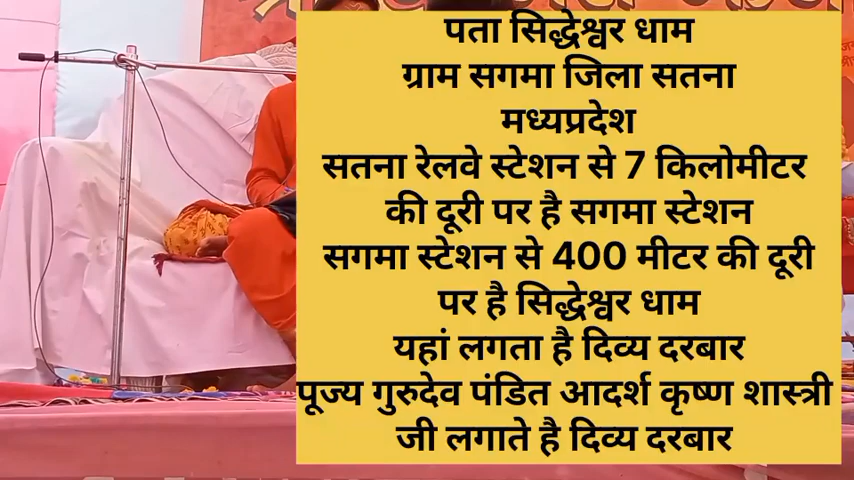 पता सिद्धेश्वर धाम
ग्राम सगमा जिला सतना
मध्यप्रदेश
सतना रेलवे स्टेशन से 7 किलोमीटर
की दूरी पर है सगमा स्टेशन
सगमा स्टेशन से 400 मीटर की दूरी
पर है सिद्धेश्वर धाम
यहां लगता है दिव्य दरबार
पूज्य गुरुदेव पंडित आदर्श कृष्ण शास्त्री
जी लगाते है दिव्य दरबार